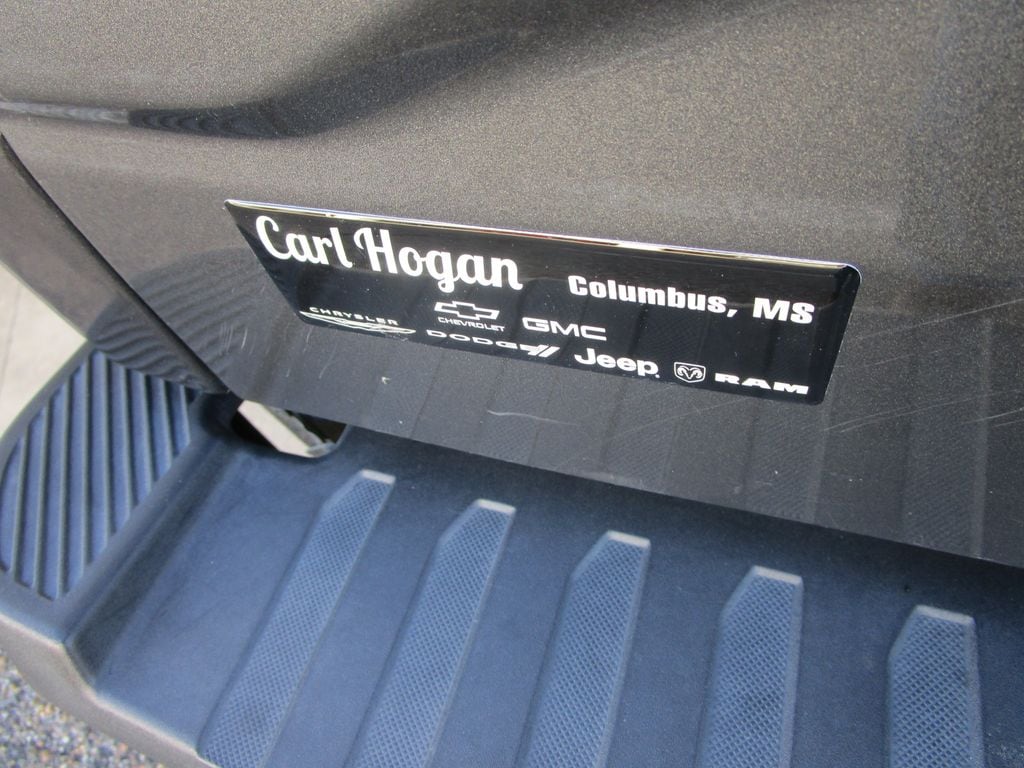 Carl Hogan Columbus, MS
CHRYSLER CHEVROLET GMC
DODGE Jeep RAM